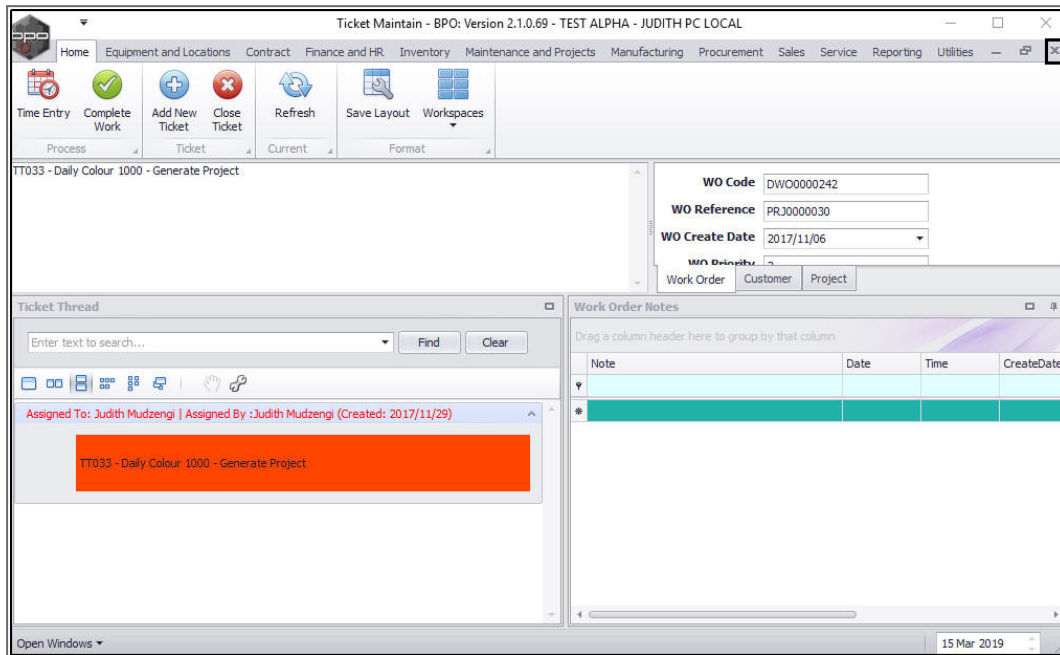 bpo
Ticket Maintain - BPO: Version 2.1.0.69 - TEST ALPHA - JUDITH PC LOCAL
Home Equipment and Locations Contract Finance and HR Inventory Maintenance and Projects Manufacturing Procurement Sales Service Reporting Utilities
Time Entry Complete Work Add New Ticket Close Ticket Refresh Save Layout Workspaces
Process Ticket Current Format
TT033 - Daily Colour 1000 - Generate Project
WO Code DWO0000242
WO Reference PRJ0000030
WO Create Date 2017/11/06
WO Priority
Work Order Customer Project
Ticket Thread
Enter text to search... Find Clear
Assigned To: Judith Mudzengi | Assigned By :Judith Mudzengi (Created: 2017/11/29)
TT033 - Daily Colour 1000 - Generate Project
Work Order Notes
Drag a column header here to group by that column
Note Date Time CreateDate
Open Windows
15 Mar 2019